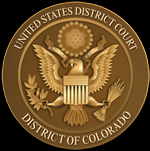 UNITED STATES DISTRICT COURT
DISTRICT OF COLORADO